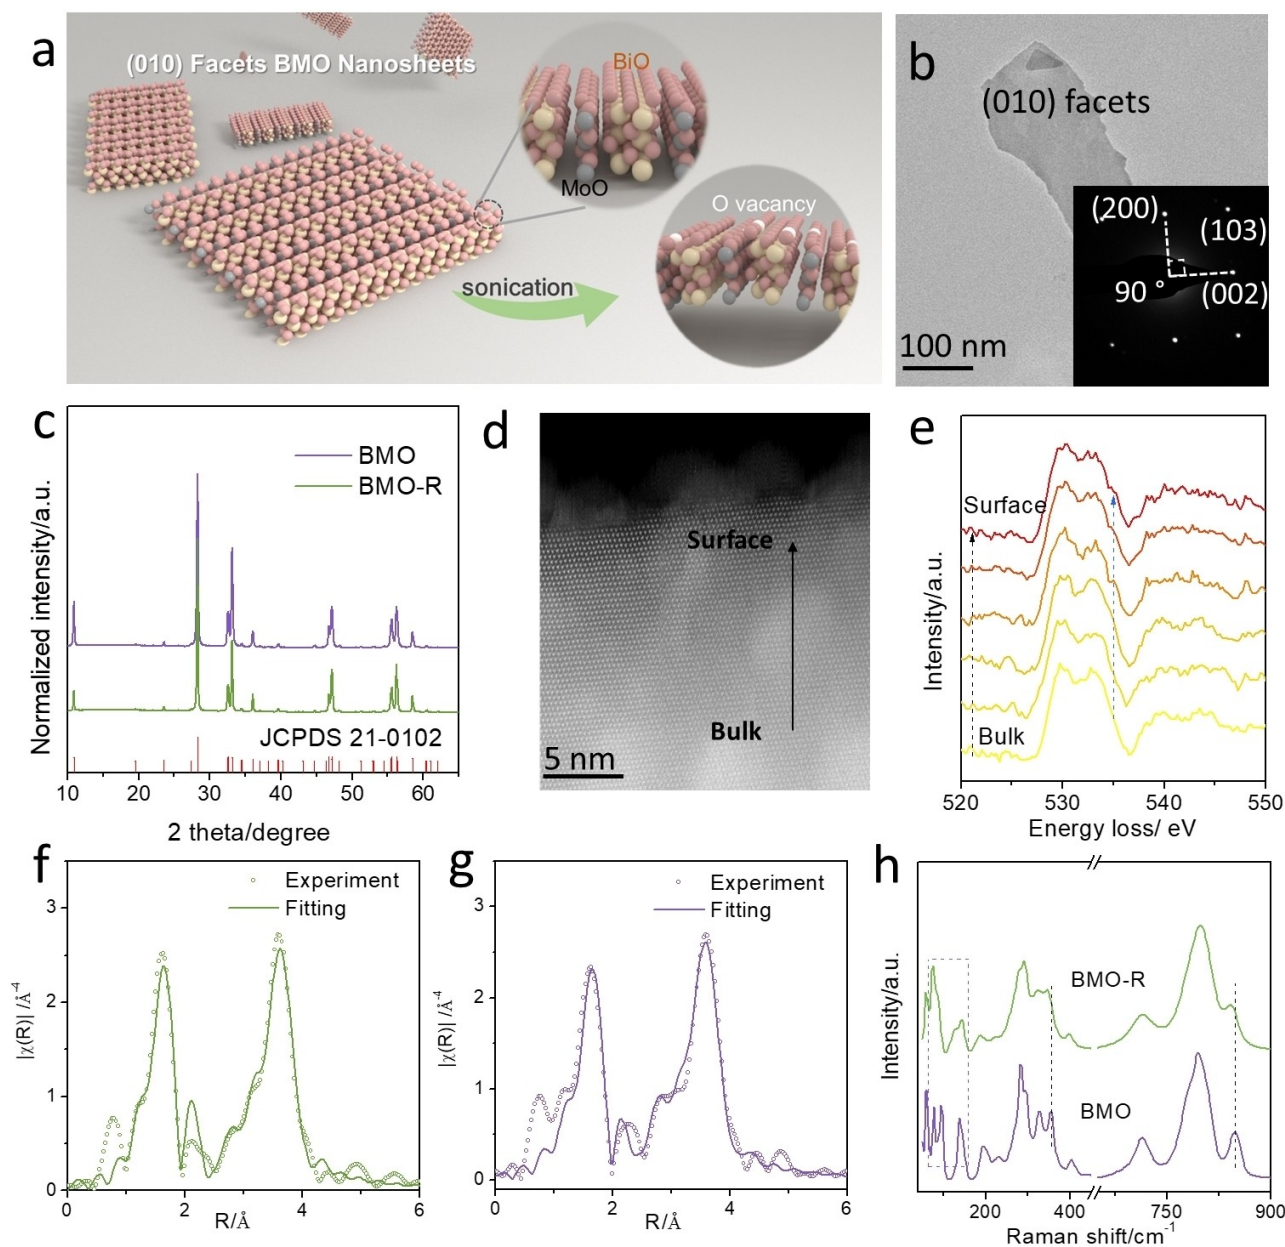 a
(010) Facets BMO Nanosheets
BiO
MoO
O vacancy
sonication
b
(010) facets
(200)
(103)
90 °
(002)
100 nm
c
BMO
BMO-R
JCPDS 21-0102
Normalized intensity/a.u.
10 20 30 40 50 60
2 theta/degree
d
Surface
Bulk
5 nm
e
Surface
Bulk
Intensity/a.u.
520 530 540 550
Energy loss/ eV
f
Experiment
Fitting
|χ(R)| /Å⁻⁴
3
2
1
0
0 2 4 6
R/Å
g
Experiment
Fitting
|χ(R)| /Å⁻⁴
3
2
1
0
0 2 4 6
R/Å
h
BMO-R
BMO
Intensity/a.u.
200 400 750 900
Raman shift/cm⁻¹